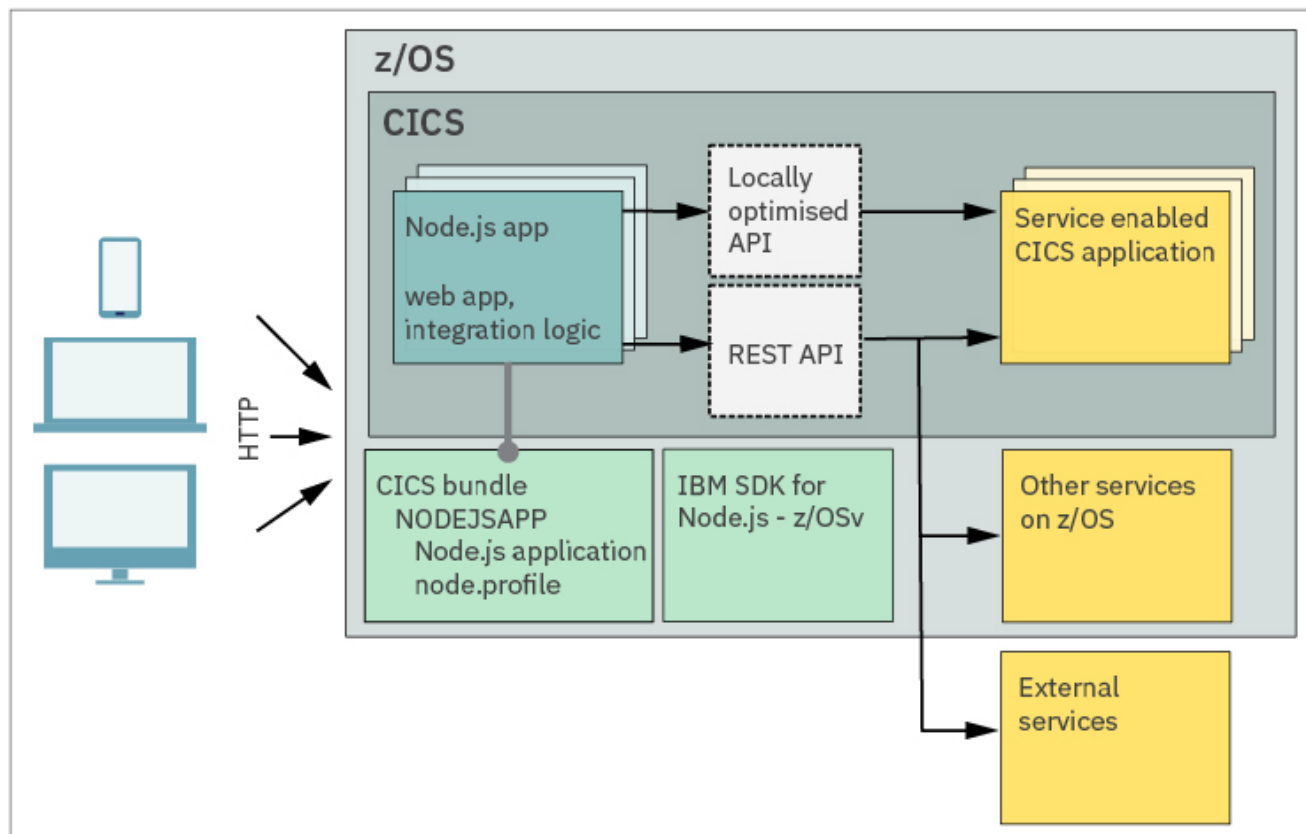 z/OS
CICS
Node.js app
web app,
integration logic
Locally
optimised
API
REST API
Service enabled
CICS application
HTTP
CICS bundle
NODEJSAPP
Node.js application
node.profile
IBM SDK for
Node.js - z/OSv
Other services
on z/OS
External
services